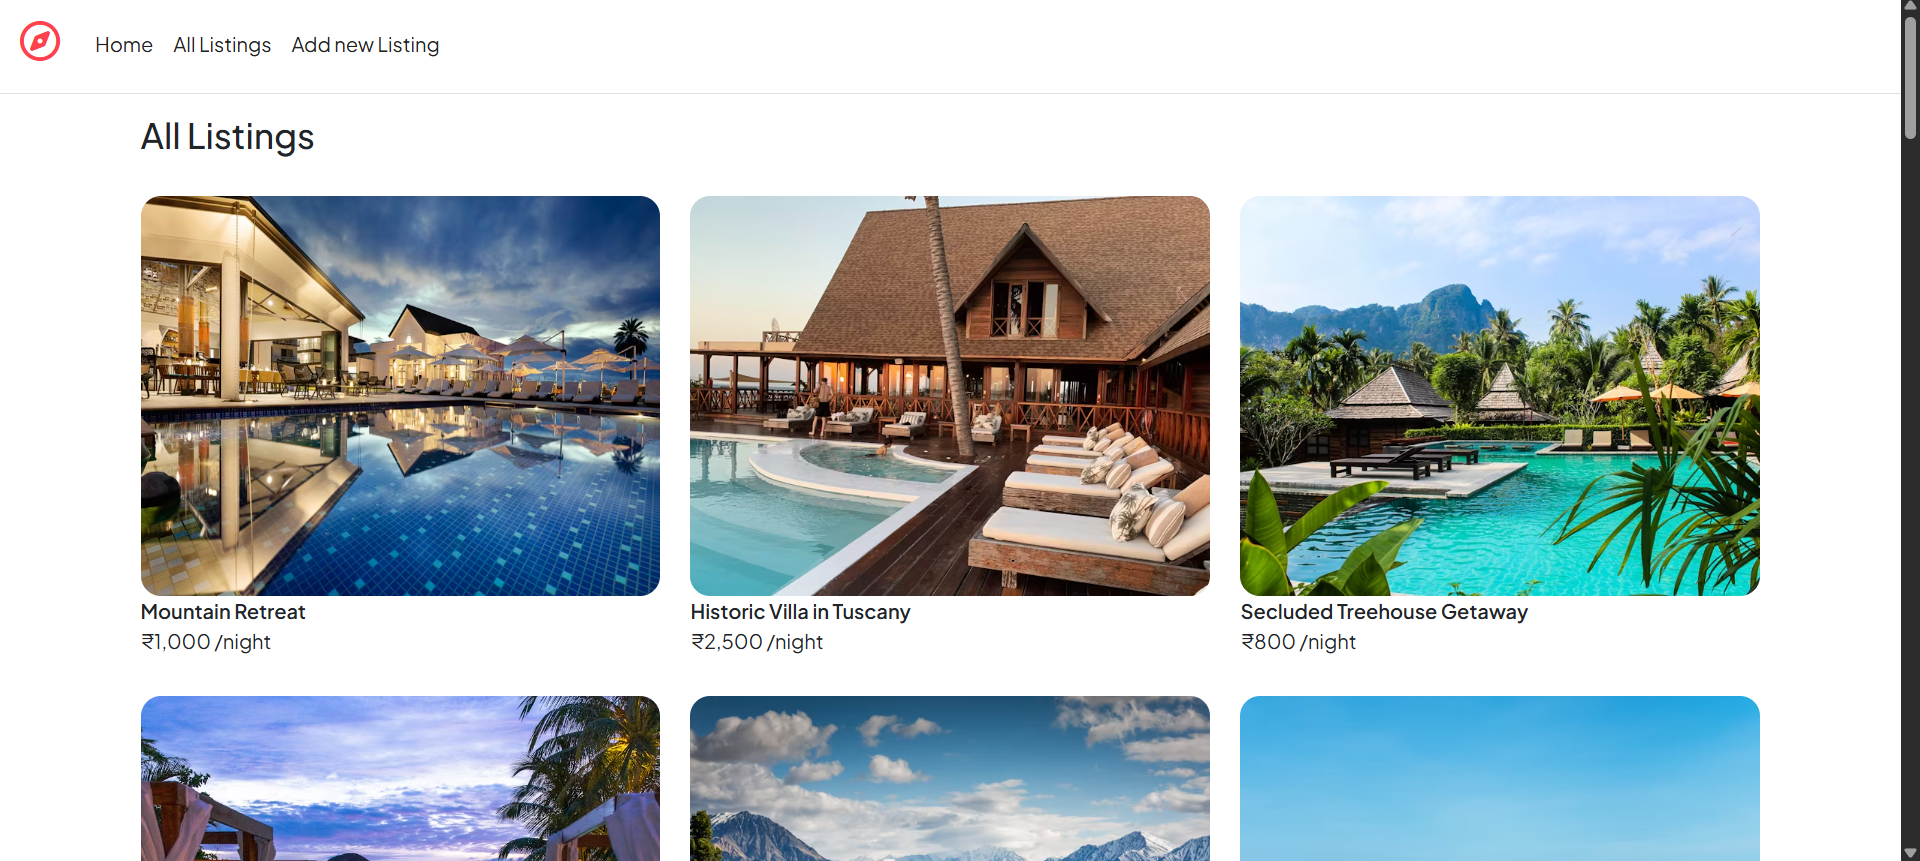 Home All Listings Add new Listing
All Listings
Mountain Retreat
₹1,000 /night
Historic Villa in Tuscany
₹2,500 /night
Secluded Treehouse Getaway
₹800 /night